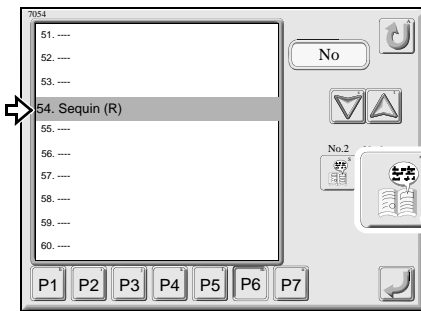 7054
51. ----
52. ----
53. ----
54. Sequin (R)
55. ----
56. ----
57. ----
58. ----
59. ----
60. ----
No
No.2
P1 P2 P3 P4 P5 P6 P7